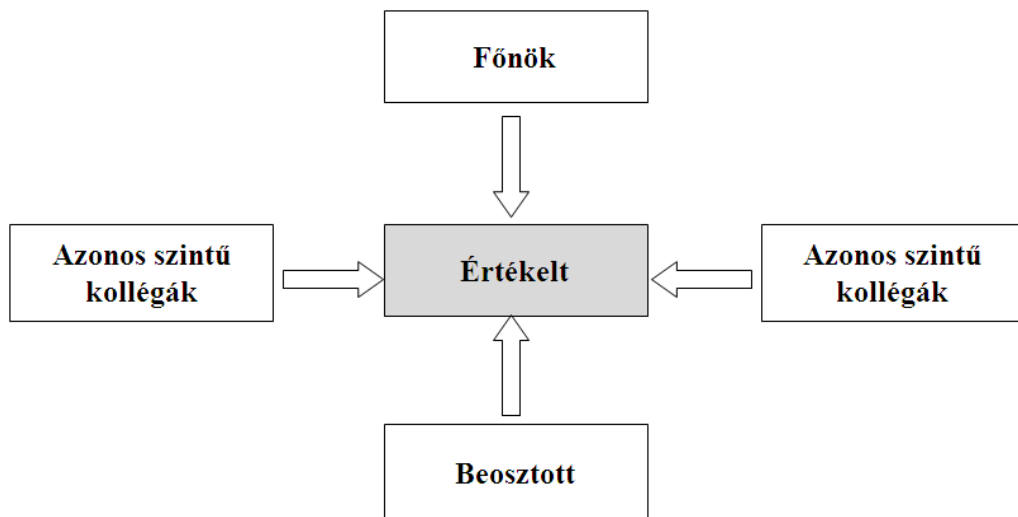 Főnök
Azonos szintű
kollégák
Értékelt
Azonos szintű
kollégák
Beosztott